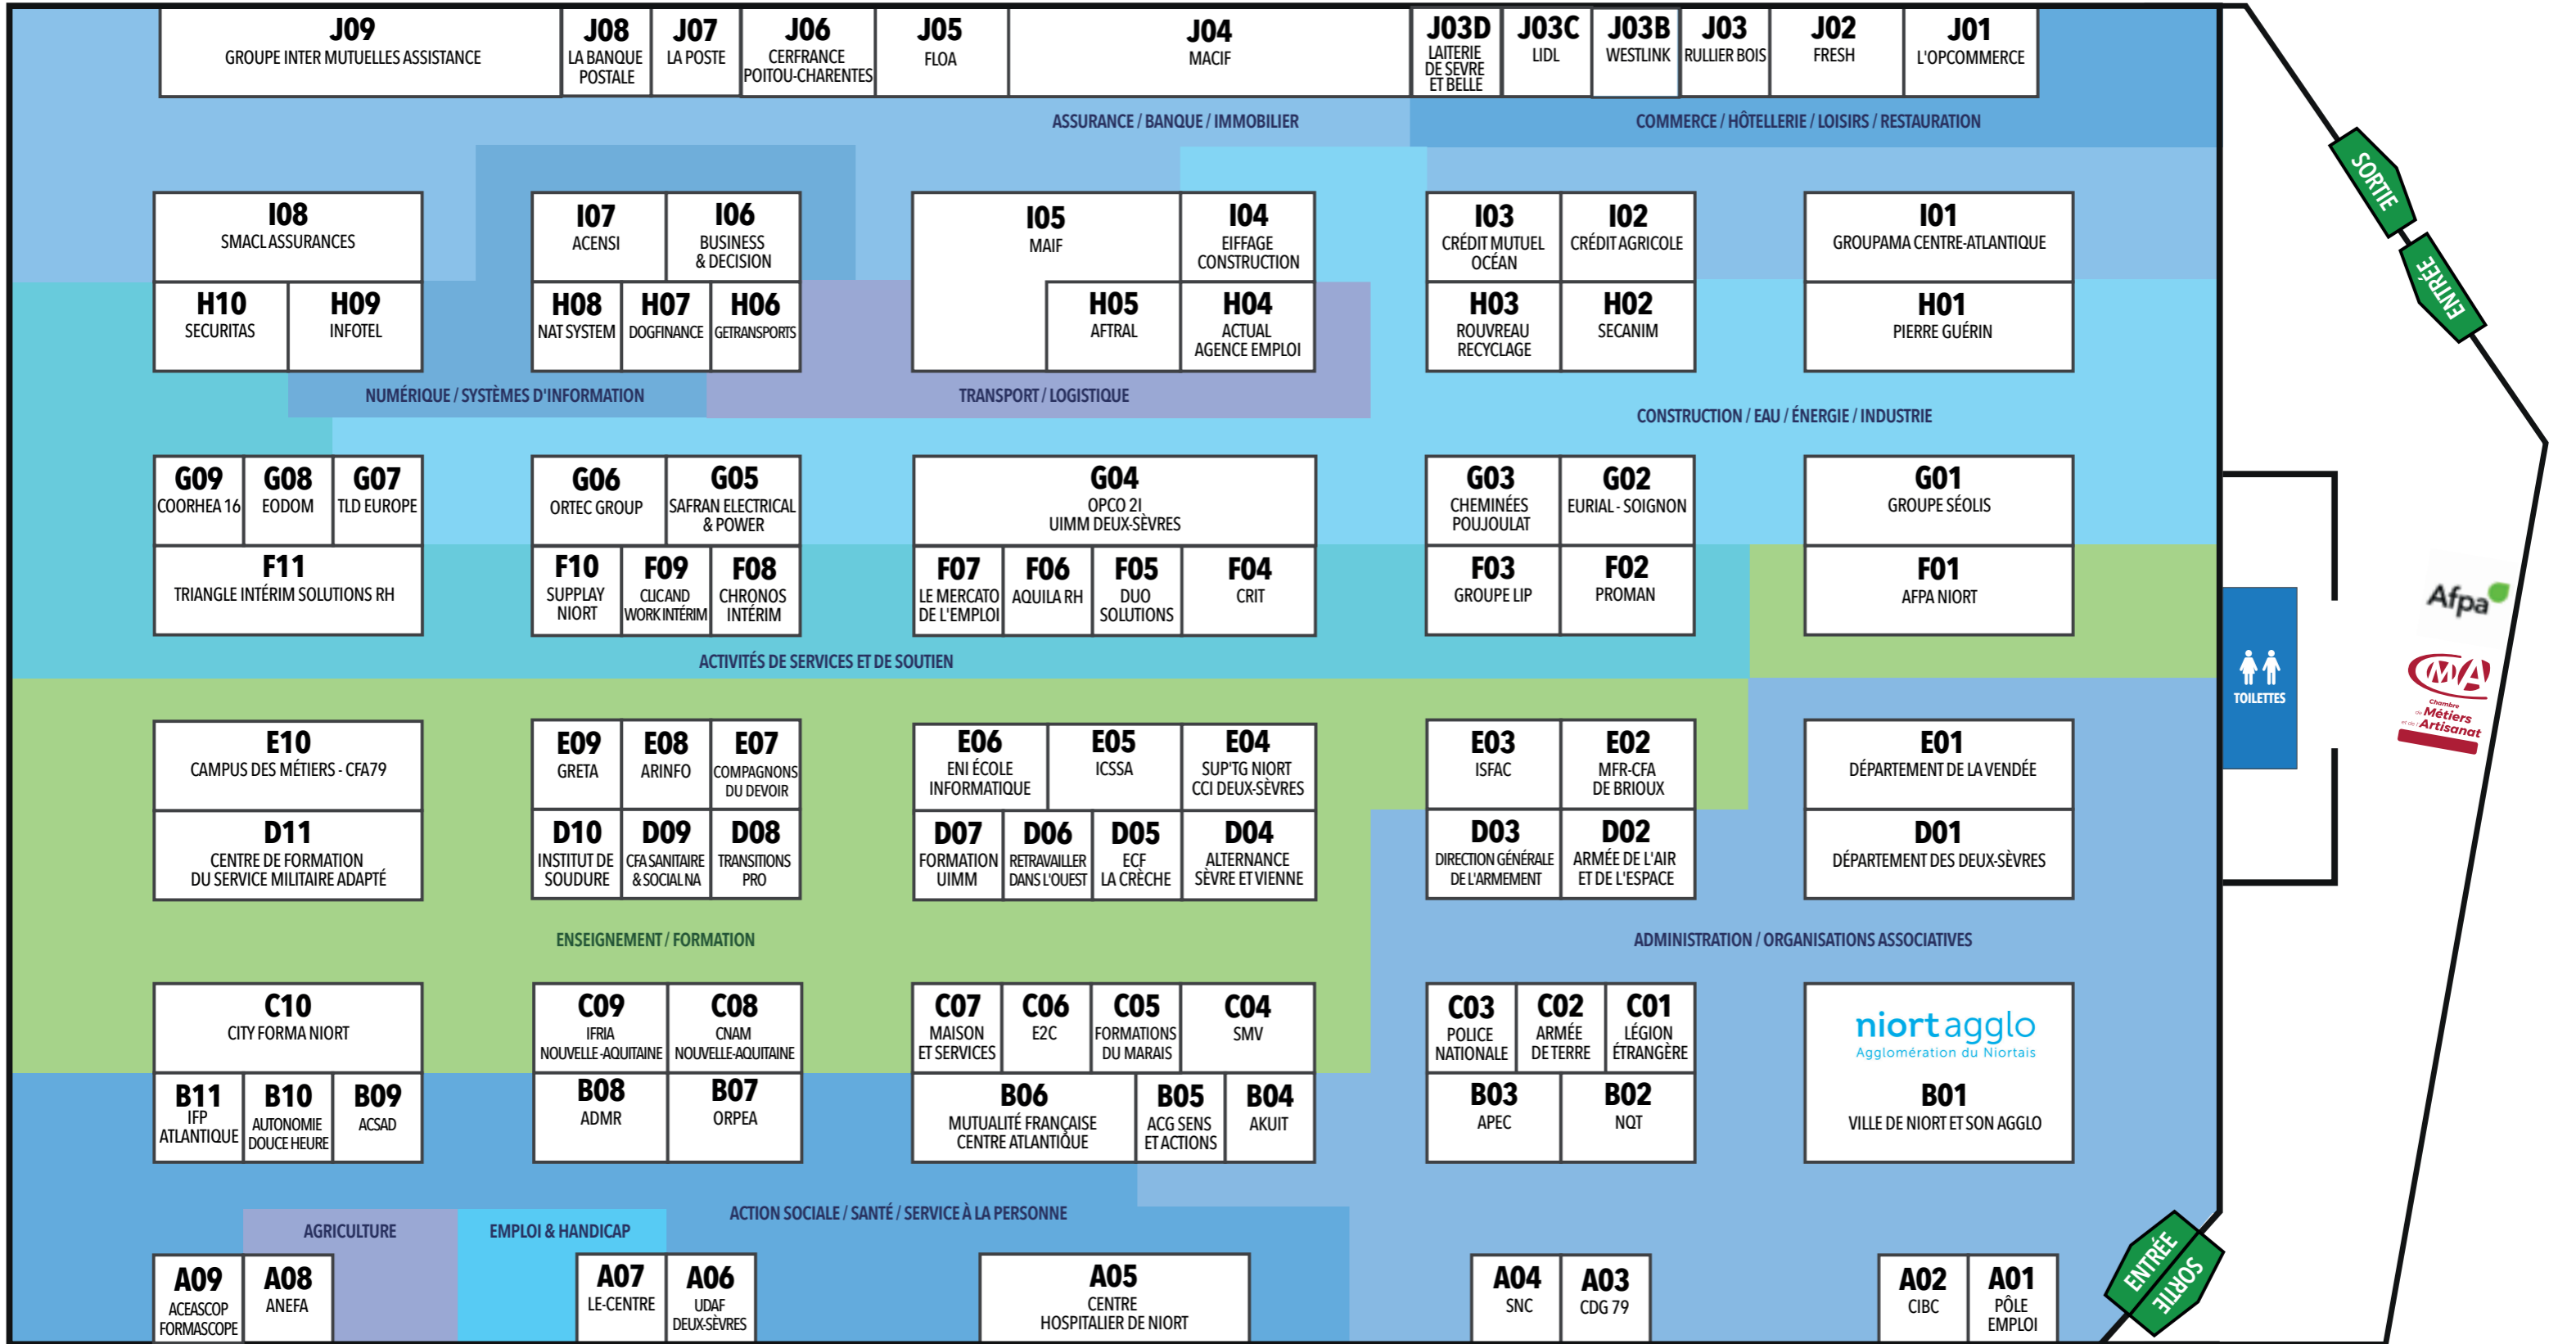 J09
GROUPE INTER MUTUELLES ASSISTANCE
J08
LA BANQUE
POSTALE
J07
LA POSTE
J06
CERFRANCE
POITOU-CHARENTES
J05
FLOA
J04
MACIF
J03D
LAITERIE
DE SEVRE
ET BELLE
J03C
LIDL
J03B
WESTLINK
J03
RULLIER BOIS
J02
FRESH
J01
L'OPCOMMERCE
ASSURANCE / BANQUE / IMMOBILIER
COMMERCE / HÔTELLERIE / LOISIRS / RESTAURATION
SORTIE
ENTRÉE
I08
SMACL ASSURANCES
I07
ACENSI
I06
BUSINESS
& DECISION
I05
MAIF
I04
EIFFAGE
CONSTRUCTION
I03
CRÉDIT MUTUEL
OCÉAN
I02
CRÉDIT AGRICOLE
I01
GROUPAMA CENTRE-ATLANTIQUE
H10
SECURITAS
H09
INFOTEL
H08
NAT SYSTEM
H07
DOGFINANCE
H06
GETRANSPORTS
H05
AFTRAL
H04
ACTUAL
AGENCE EMPLOI
H03
ROUVREAU
RECYCLAGE
H02
SECANIM
H01
PIERRE GUÉRIN
NUMÉRIQUE / SYSTÈMES D'INFORMATION
TRANSPORT / LOGISTIQUE
CONSTRUCTION / EAU / ÉNERGIE / INDUSTRIE
G09
COORHEA 16
G08
EODOM
G07
TLD EUROPE
G06
ORTEC GROUP
G05
SAFRAN ELECTRICAL
& POWER
G04
OPCO 2I
UIMM DEUX-SÈVRES
G03
CHEMINÉES
POUJOULAT
G02
EURIAL - SOIGNON
G01
GROUPE SÉOLIS
F11
TRIANGLE INTÉRIM SOLUTIONS RH
F10
SUPPLAY
NIORT
F09
CLIC AND
WORK INTÉRIM
F08
CHRONOS
INTÉRIM
F07
LE MERCATO
DE L'EMPLOI
F06
AQUILA RH
F05
DUO
SOLUTIONS
F04
CRIT
F03
GROUPE LIP
F02
PROMAN
F01
AFPA NIORT
Afpa
CMA
Chambre
de Métiers
et de l'Artisanat
TOILETTES
ACTIVITÉS DE SERVICES ET DE SOUTIEN
E10
CAMPUS DES MÉTIERS - CFA79
E09
GRETA
E08
ARINFO
E07
COMPAGNONS
DU DEVOIR
E06
ENI ÉCOLE
INFORMATIQUE
E05
ICSSA
E04
SUP'TG NIORT
CCI DEUX-SÈVRES
E03
ISFAC
E02
MFR-CFA
DE BRIOUX
E01
DÉPARTEMENT DE LA VENDÉE
D11
CENTRE DE FORMATION
DU SERVICE MILITAIRE ADAPTÉ
D10
INSTITUT DE
SOUDURE
D09
CFA SANITAIRE
& SOCIAL NA
D08
TRANSITIONS
PRO
D07
FORMATION
UIMM
D06
RETRAVAILLER
DANS L'OUEST
D05
ECF
LA CRÈCHE
D04
ALTERNANCE
SÈVRE ET VIENNE
D03
DIRECTION GÉNÉRALE
DE L'ARMEMENT
D02
ARMÉE DE L'AIR
ET DE L'ESPACE
D01
DÉPARTEMENT DES DEUX-SÈVRES
ENSEIGNEMENT / FORMATION
ADMINISTRATION / ORGANISATIONS ASSOCIATIVES
C10
CITY FORMA NIORT
C09
IFRIA
NOUVELLE-AQUITAINE
C08
CNAM
NOUVELLE-AQUITAINE
C07
MAISON
ET SERVICES
C06
E2C
C05
FORMATIONS
DU MARAIS
C04
SMV
C03
POLICE
NATIONALE
C02
ARMÉE
DE TERRE
C01
LÉGION
ÉTRANGÈRE
niort agglo
Agglomération du Niortais
B11
IFP
ATLANTIQUE
B10
AUTONOMIE
DOUCE HEURE
B09
ACSAD
B08
ADMR
B07
ORPEA
B06
MUTUALITÉ FRANÇAISE
CENTRE ATLANTIQUE
B05
ACG SENS
ET ACTIONS
B04
AKUIT
B03
APEC
B02
NQT
B01
VILLE DE NIORT ET SON AGGLO
AGRICULTURE
EMPLOI & HANDICAP
ACTION SOCIALE / SANTÉ / SERVICE À LA PERSONNE
A09
ACEASCOP
FORMASCOPE
A08
ANEFA
A07
LE-CENTRE
A06
UDAF
DEUX-SÈVRES
A05
CENTRE
HOSPITALIER DE NIORT
A04
SNC
A03
CDG 79
A02
CIBC
A01
PÔLE
EMPLOI
ENTRÉE
SORTIE